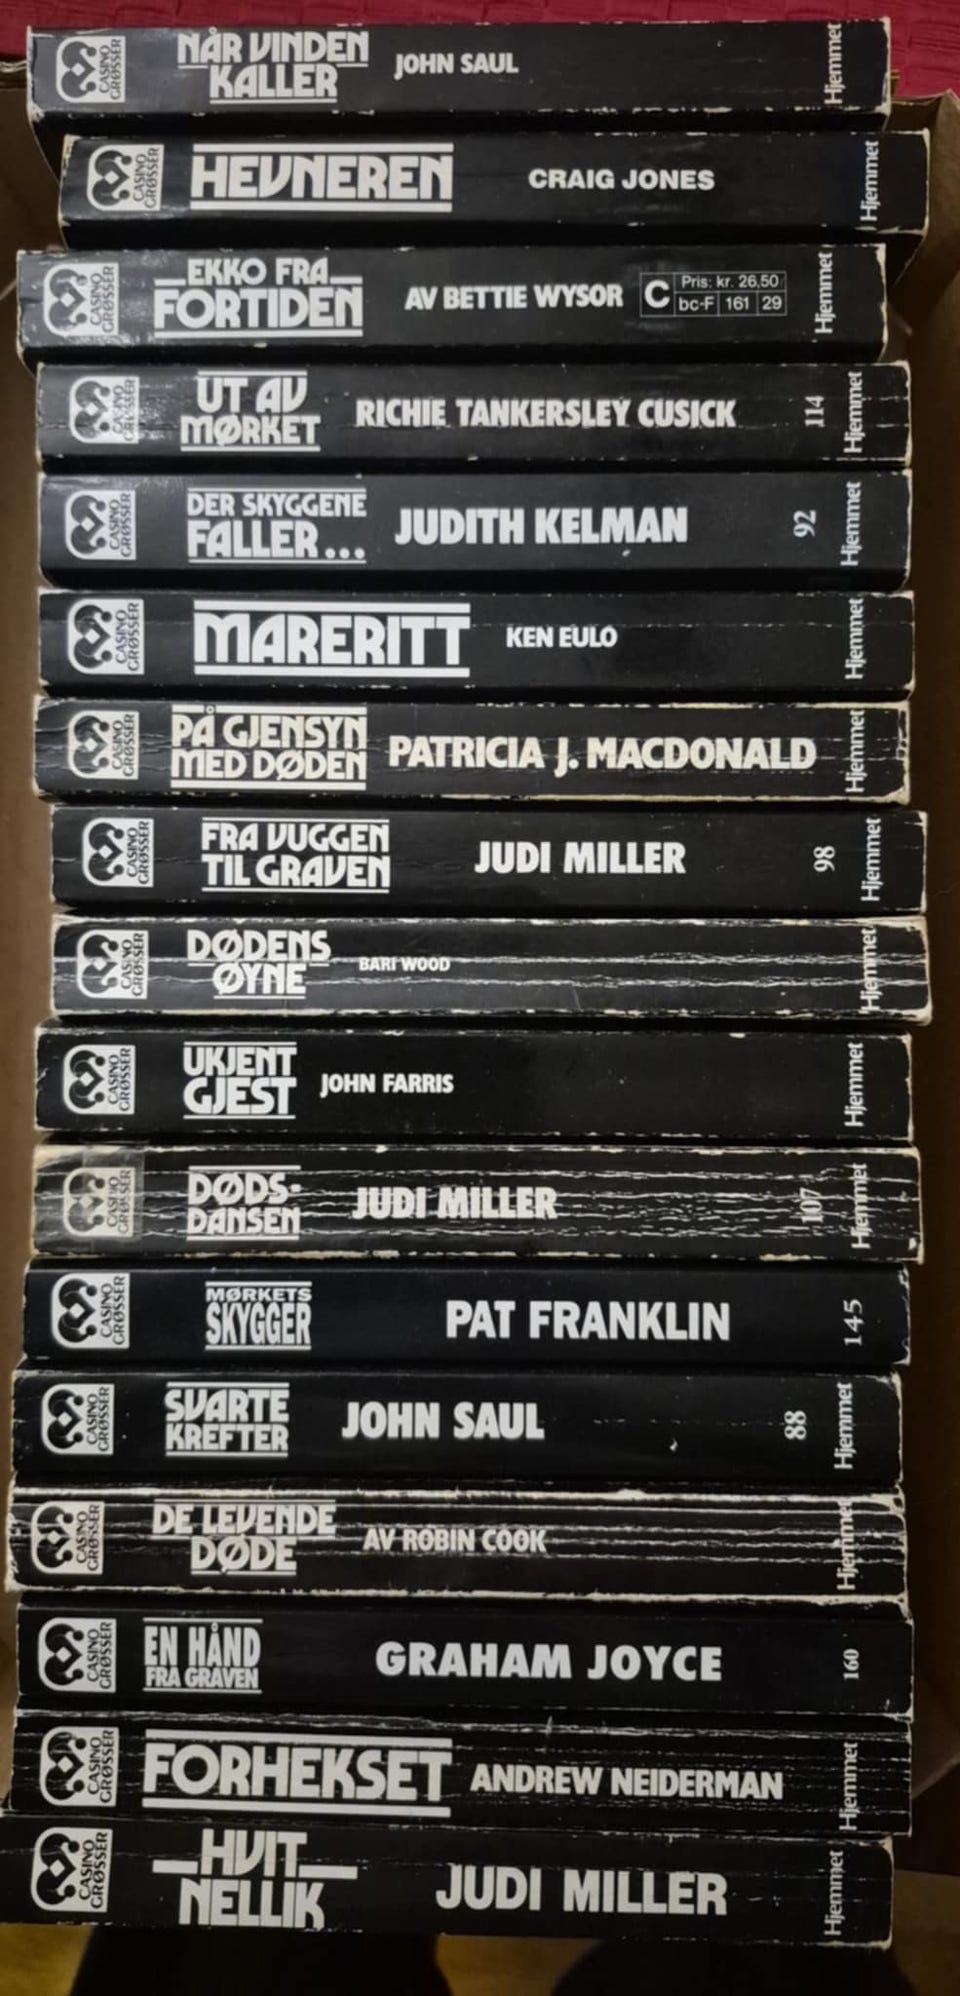 CASINO
GRØSSER
NÅR VINDEN
KALLER
JOHN SAUL
Hjemmet
CASINO
GRØSSER
HEVNEREN
CRAIG JONES
Hjemmet
CASINO
GRØSSER
EKKO FRA
FORTIDEN
AV BETTIE WYSOR
C
Pris: kr. 26,50
bc-F 161 29
Hjemmet
CASINO
GRØSSER
UT AV
MØRKET
RICHIE TANKERSLEY CUSICK
114
Hjemmet
CASINO
GRØSSER
DER SKYGGENE
FALLER...
JUDITH KELMAN
92
Hjemmet
CASINO
GRØSSER
MARERITT
KEN EULO
Hjemmet
CASINO
GRØSSER
PÅ GJENSYN
MED DØDEN
PATRICIA J. MACDONALD
Hjemmet
CASINO
GRØSSER
FRA VUGGEN
TIL GRAVEN
JUDI MILLER
98
Hjemmet
CASINO
GRØSSER
DØDENS
ØYNE
BARI WOOD
Hjemmet
CASINO
GRØSSER
UKJENT
GJEST
JOHN FARRIS
Hjemmet
CASINO
GRØSSER
DØDS-
DANSEN
JUDI MILLER
107
Hjemmet
CASINO
GRØSSER
MØRKETS
SKYGGER
PAT FRANKLIN
145
CASINO
GRØSSER
SVARTE
KREFTER
JOHN SAUL
88
Hjemmet
CASINO
GRØSSER
DE LEVENDE
DØDE
AV ROBIN COOK
Hjemmet
CASINO
GRØSSER
EN HÅND
FRA GRAVEN
GRAHAM JOYCE
160
CASINO
GRØSSER
FORHEKSET
ANDREW NEIDERMAN
Hjemmet
CASINO
GRØSSER
HVIT
NELLIK
JUDI MILLER
Hjemmet